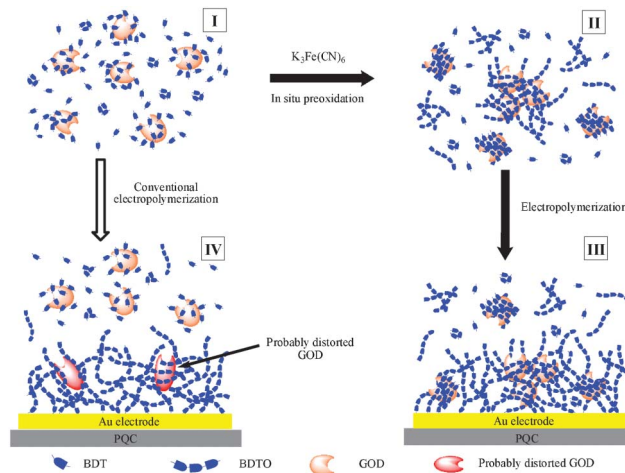 I
K3Fe(CN)6
In situ preoxidation
II
Conventional
electropolymerization
Electropolymerization
IV
III
Probably distorted
GOD
Au electrode
PQC
Au electrode
PQC
BDT
BDTO
GOD
Probably distorted GOD